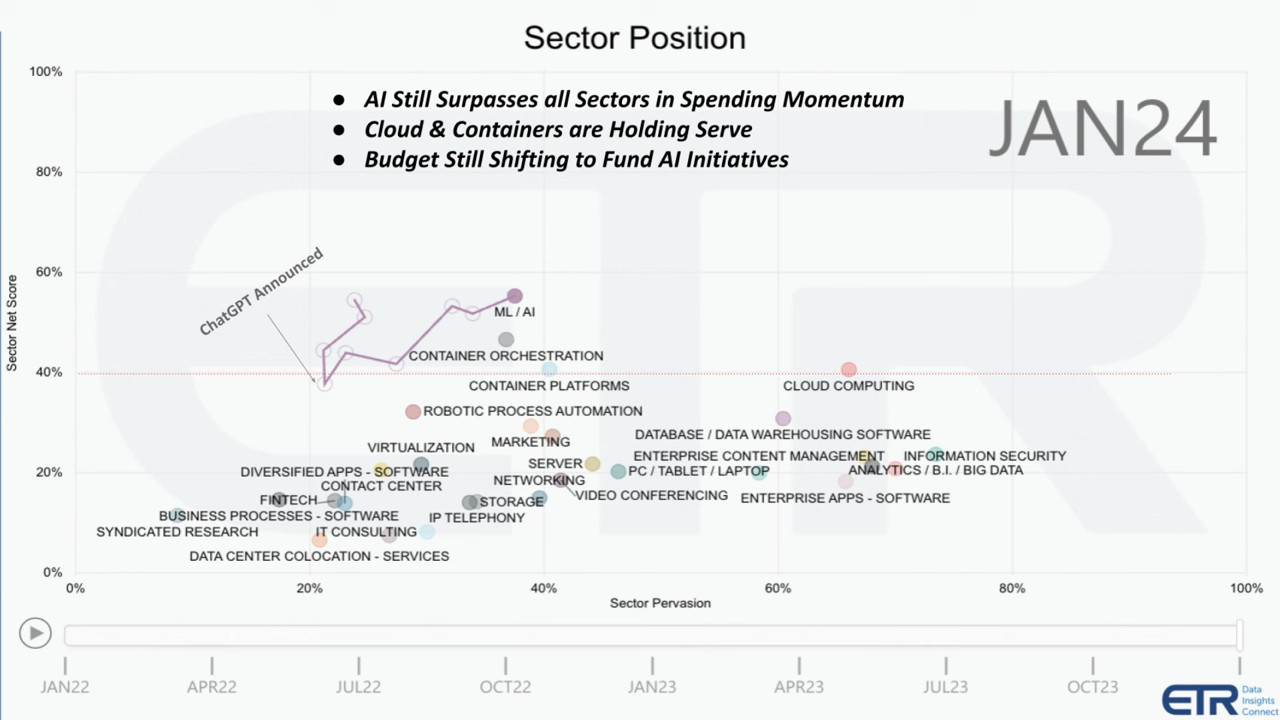 Sector Position
100%
● AI Still Surpasses all Sectors in Spending Momentum
● Cloud & Containers are Holding Serve
● Budget Still Shifting to Fund AI Initiatives
JAN24
80%
60%
ChatGPT Announced
ML / AI
CONTAINER ORCHESTRATION
Sector Net Score
40%
CONTAINER PLATFORMS
CLOUD COMPUTING
ROBOTIC PROCESS AUTOMATION
DATABASE / DATA WAREHOUSING SOFTWARE
MARKETING
VIRTUALIZATION
ENTERPRISE CONTENT MANAGEMENT
INFORMATION SECURITY
SERVER
20%
DIVERSIFIED APPS - SOFTWARE
PC / TABLET / LAPTOP
ANALYTICS / B.I. / BIG DATA
NETWORKING
CONTACT CENTER
VIDEO CONFERENCING
ENTERPRISE APPS - SOFTWARE
FINTECH
STORAGE
BUSINESS PROCESSES - SOFTWARE
IP TELEPHONY
SYNDICATED RESEARCH
IT CONSULTING
DATA CENTER COLOCATION - SERVICES
0%
0% 20% 40% 60% 80% 100%
Sector Pervasion
JAN22 APR22 JUL22 OCT22 JAN23 APR23 JUL23 OCT23
ETR
Data
Insights
Connect
ETR